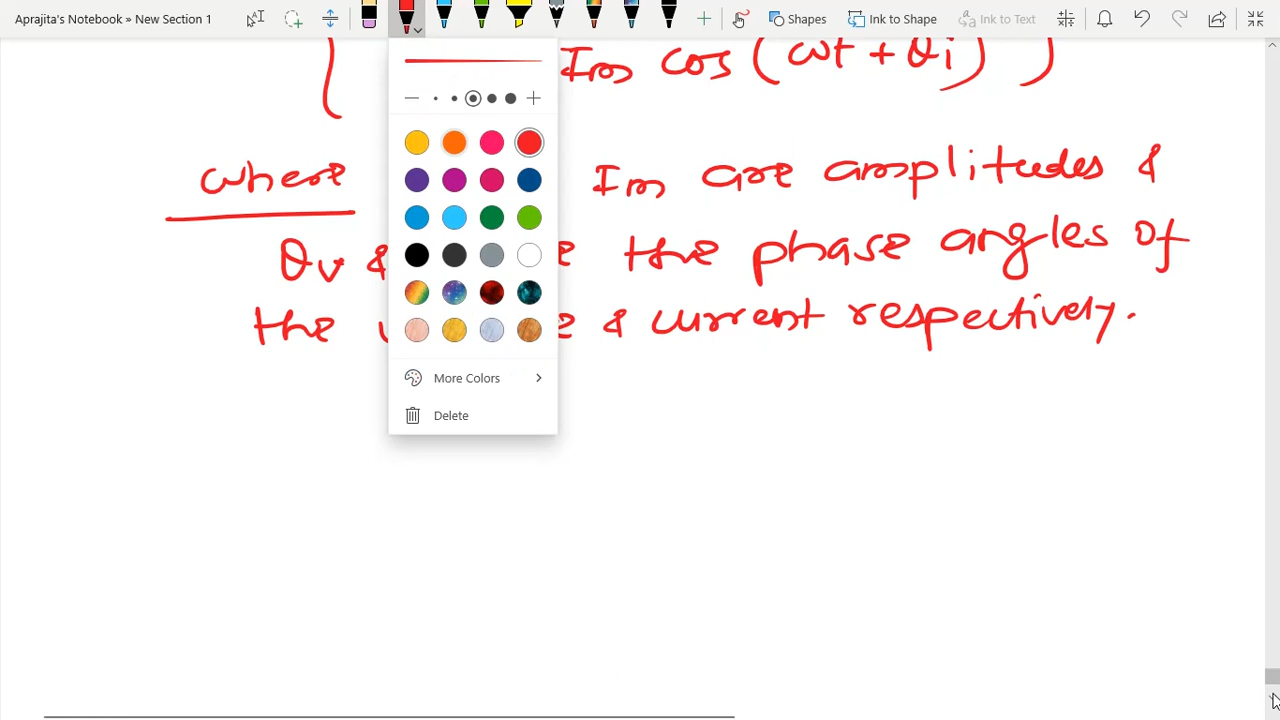 Aprajita's Notebook » New Section 1
Shapes
Ink to Shape
Ink to Text
Im cos (ωt + θi) )
where Im are amplitudes &
θv & the phase angles of
the & current respectively.
More Colors
Delete